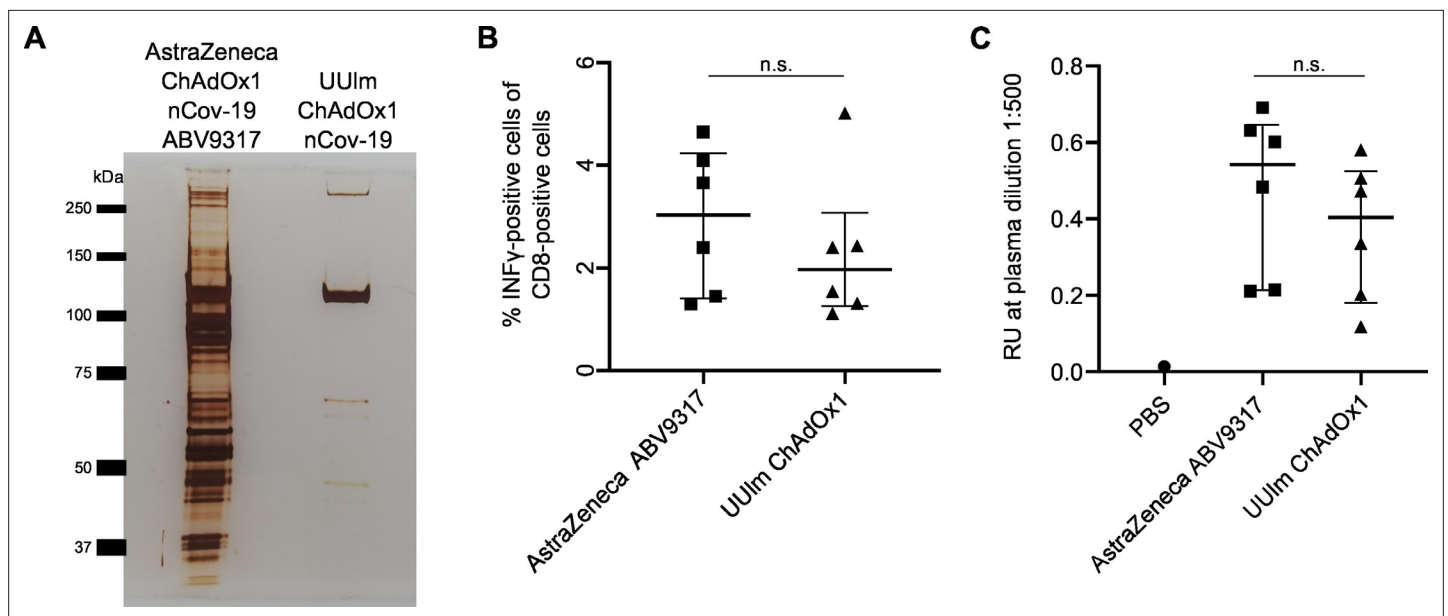 A
AstraZeneca
ChAdOx1
nCov-19
ABV9317
UUlm
ChAdOx1
nCov-19
kDa
250
150
100
75
50
37
B
n.s.
% INFγ-positive cells of
CD8-positive cells
6
4
2
0
AstraZeneca ABV9317
UUlm ChAdOx1
C
n.s.
RU at plasma dilution 1:500
0.8
0.6
0.4
0.2
0.0
PBS
AstraZeneca ABV9317
UUlm ChAdOx1